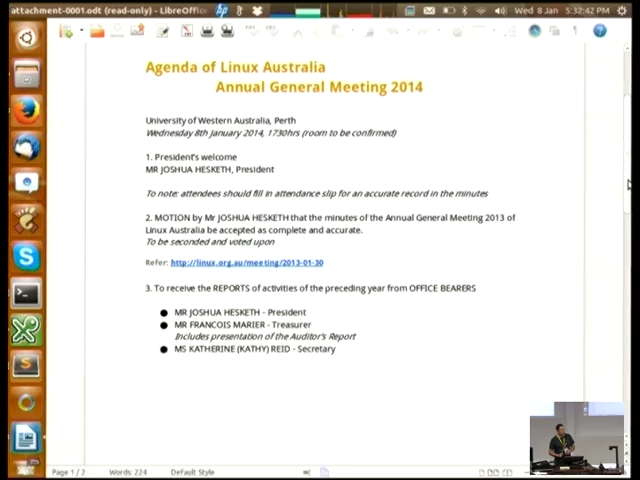 attachment-0001.odt (read-only) - LibreOffic
Wed 8 Jan 5:32:42 PM
Agenda of Linux Australia
Annual General Meeting 2014
University of Western Australia, Perth
Wednesday 8th January 2014, 1730hrs (room to be confirmed)
1. President's welcome
MR JOSHUA HESKETH, President
To note: attendees should fill in attendance slip for an accurate record in the minutes
2. MOTION by Mr JOSHUA HESKETH that the minutes of the Annual General Meeting 2013 of
Linux Australia be accepted as complete and accurate.
To be seconded and voted upon
Refer: http://linux.org.au/meeting/2013-01-30
3. To receive the REPORTS of activities of the preceding year from OFFICE BEARERS
● MR JOSHUA HESKETH - President
● MR FRANCOIS MARIER - Treasurer
Includes presentation of the Auditor's Report
● MS KATHERINE (KATHY) REID - Secretary
Page 1 / 2 Words: 224 Default Style